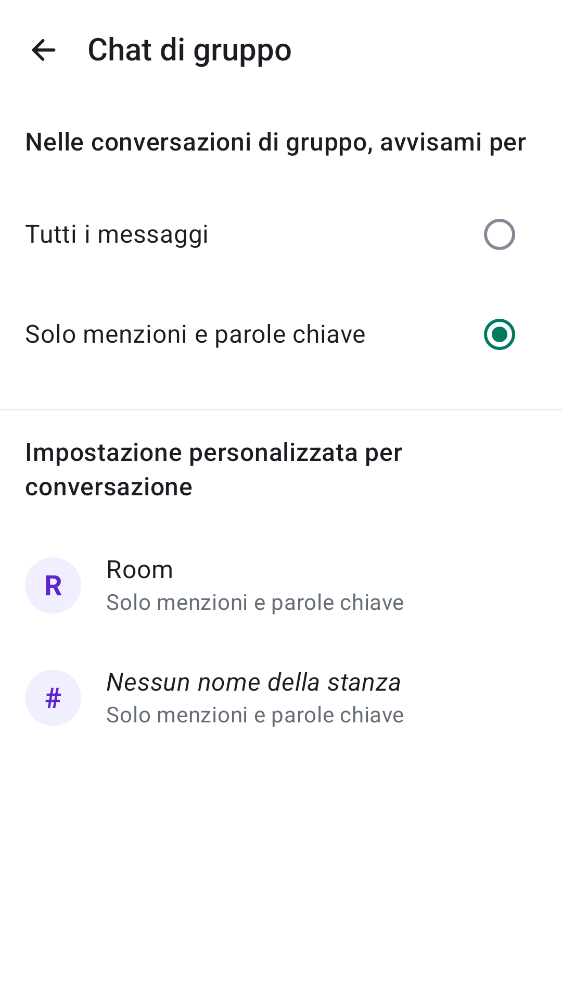 Chat di gruppo
Nelle conversazioni di gruppo, avvisami per
Tutti i messaggi
Solo menzioni e parole chiave
Impostazione personalizzata per
conversazione
R
Room
Solo menzioni e parole chiave
#
Nessun nome della stanza
Solo menzioni e parole chiave